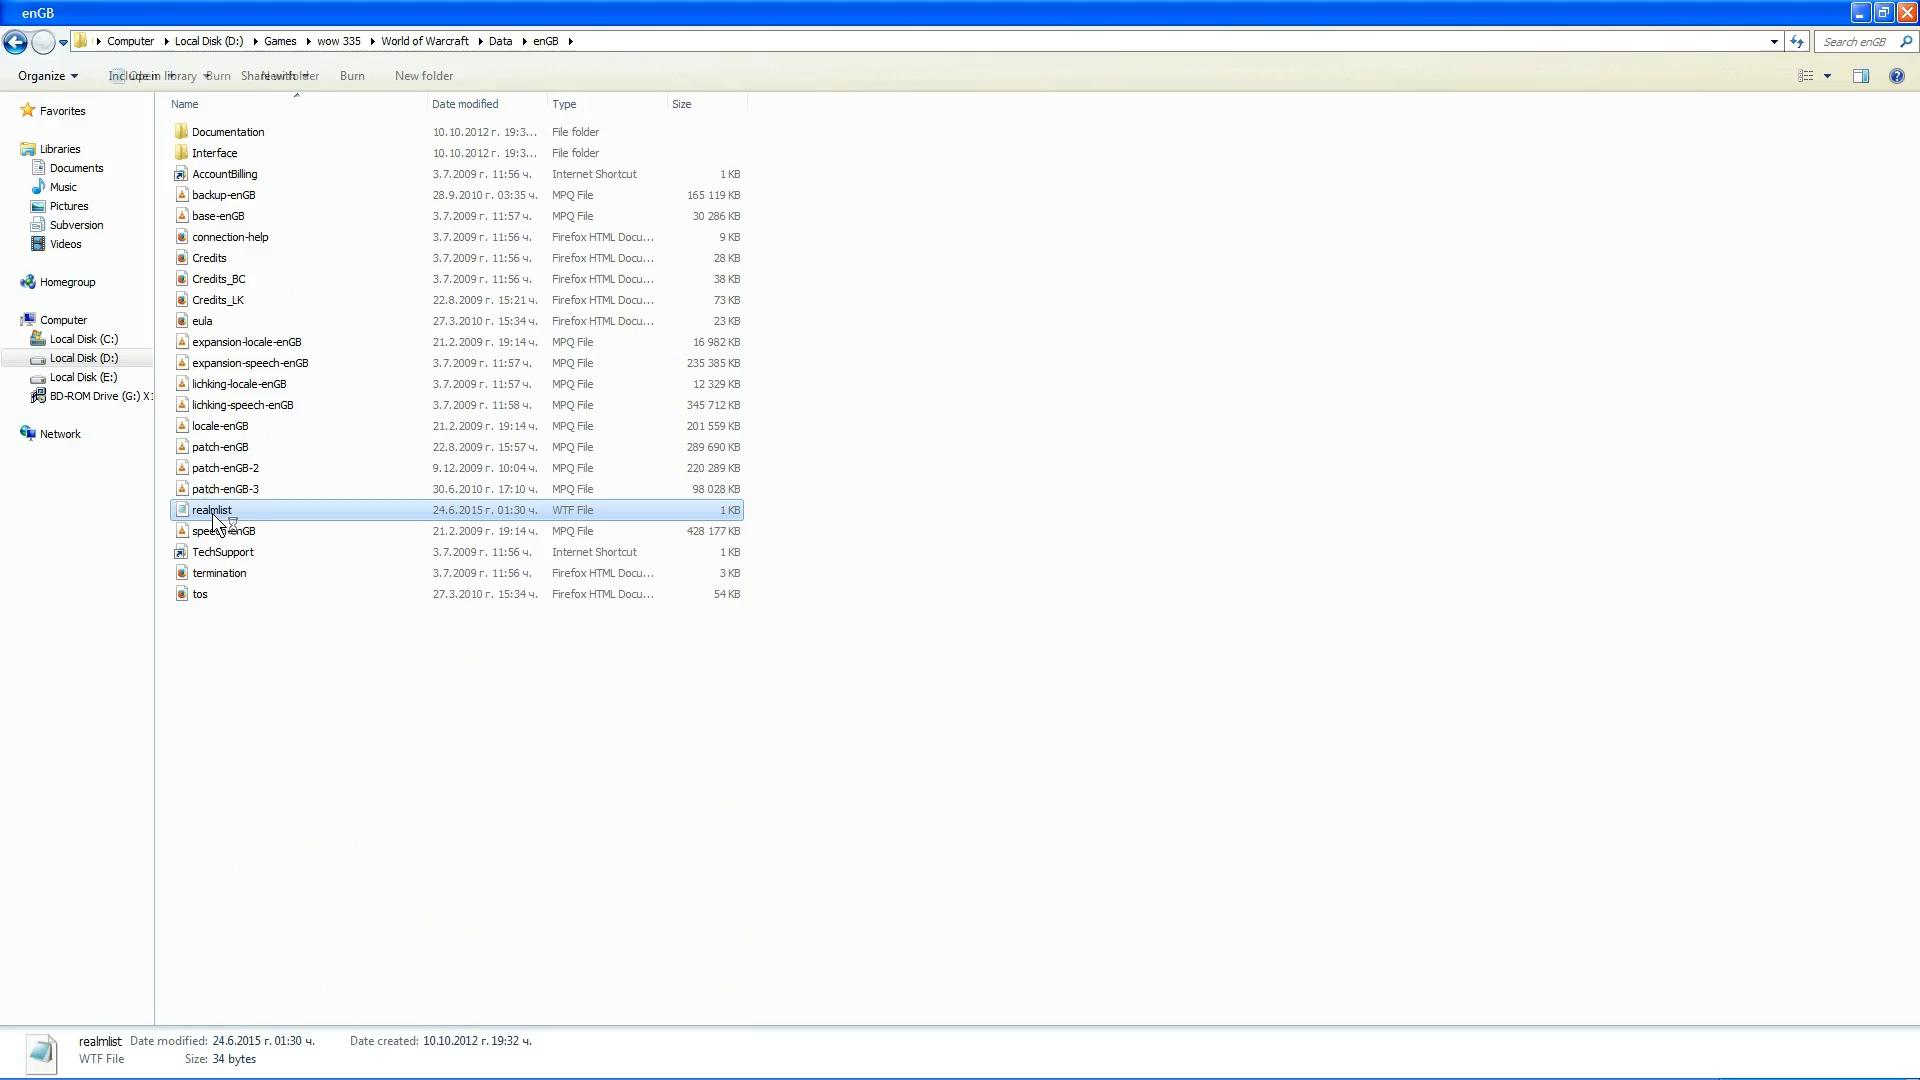 enGB
Computer Local Disk (D:) Games wow 335 World of Warcraft Data enGB
Search enGB
Organize Open Burn Burn New folder
Name Date modified Type Size
Favorites
Libraries
Documents
Music
Pictures
Subversion
Videos
Homegroup
Computer
Local Disk (C:)
Local Disk (D:)
Local Disk (E:)
BD-ROM Drive (G:) X
Network
Documentation 10.10.2012 г. 19:3... File folder
Interface 10.10.2012 г. 19:3... File folder
AccountBilling 3.7.2009 г. 11:56 ч. Internet Shortcut 1 KB
backup-enGB 28.9.2010 г. 03:35 ч. MPQ File 165 119 KB
base-enGB 3.7.2009 г. 11:57 ч. MPQ File 30 286 KB
connection-help 3.7.2009 г. 11:56 ч. Firefox HTML Docu... 9 KB
Credits 3.7.2009 г. 11:56 ч. Firefox HTML Docu... 28 KB
Credits_BC 3.7.2009 г. 11:56 ч. Firefox HTML Docu... 38 KB
Credits_LK 22.8.2009 г. 15:21 ч. Firefox HTML Docu... 73 KB
eula 27.3.2010 г. 15:34 ч. Firefox HTML Docu... 23 KB
expansion-locale-enGB 21.2.2009 г. 19:14 ч. MPQ File 16 982 KB
expansion-speech-enGB 3.7.2009 г. 11:57 ч. MPQ File 235 385 KB
lichking-locale-enGB 3.7.2009 г. 11:57 ч. MPQ File 12 329 KB
lichking-speech-enGB 3.7.2009 г. 11:58 ч. MPQ File 345 712 KB
locale-enGB 21.2.2009 г. 19:14 ч. MPQ File 201 559 KB
patch-enGB 22.8.2009 г. 15:57 ч. MPQ File 289 690 KB
patch-enGB-2 9.12.2009 г. 10:04 ч. MPQ File 220 289 KB
patch-enGB-3 30.6.2010 г. 17:10 ч. MPQ File 98 028 KB
realmlist 24.6.2015 г. 01:30 ч. WTF File 1 KB
speech-enGB 21.2.2009 г. 19:14 ч. MPQ File 428 177 KB
TechSupport 3.7.2009 г. 11:56 ч. Internet Shortcut 1 KB
termination 3.7.2009 г. 11:56 ч. Firefox HTML Docu... 3 KB
tos 27.3.2010 г. 15:34 ч. Firefox HTML Docu... 54 KB
realmlist Date modified: 24.6.2015 г. 01:30 ч. Date created: 10.10.2012 г. 19:32 ч.
WTF File Size: 34 bytes